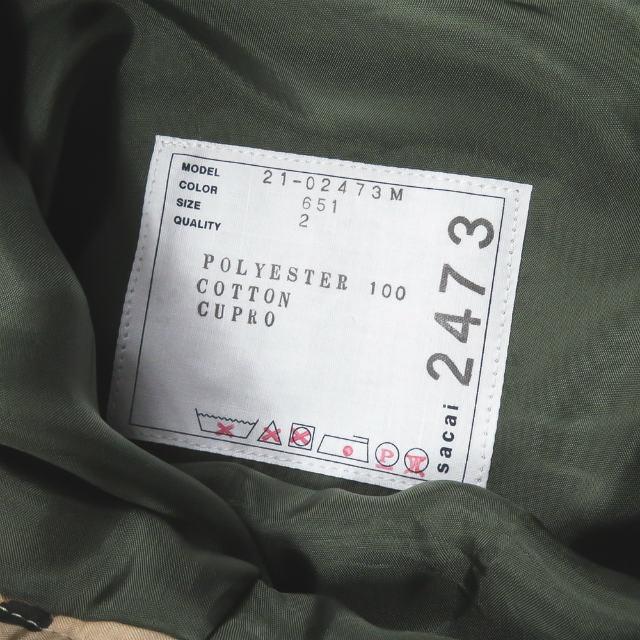 MODEL 21-02473M
COLOR 651
SIZE 2
QUALITY
POLYESTER 100
COTTON
CUPRO
P
W
sacai 2473